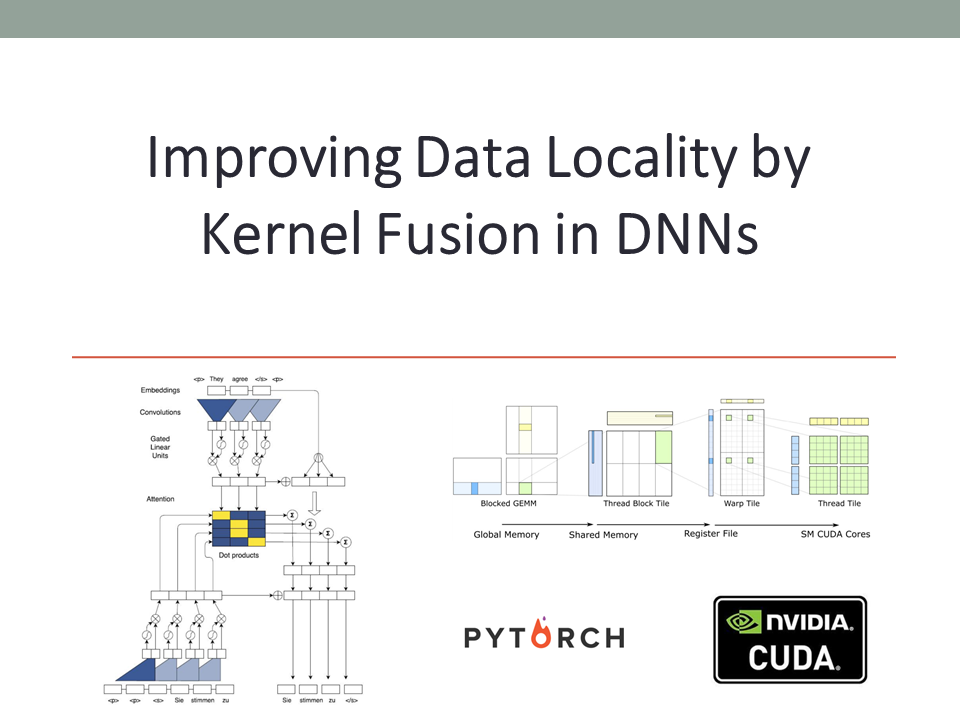 Improving Data Locality by
Kernel Fusion in DNNs
<p> They agree </s> <p>
Embeddings
Convolutions
Gated
Linear
Units
Attention
Dot products
Σ
Σ
Σ
Σ
<p> <p> <s> Sie stimmen zu
Sie stimmen zu </s>
Blocked GEMM
Thread Block Tile
Warp Tile
Thread Tile
Global Memory
Shared Memory
Register File
SM CUDA Cores
PYTORCH
NVIDIA.
CUDA.